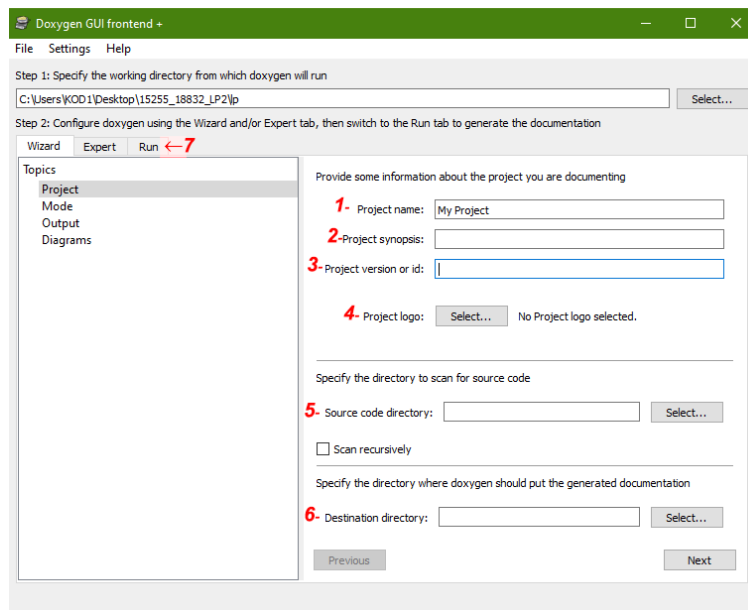 Doxygen GUI frontend +
File Settings Help
Step 1: Specify the working directory from which doxygen will run
C:\Users\KOD1\Desktop\15255_18832_LP2\lp
Select...
Step 2: Configure doxygen using the Wizard and/or Expert tab, then switch to the Run tab to generate the documentation
Wizard Expert Run ←7
Topics
Project
Mode
Output
Diagrams
Provide some information about the project you are documenting
1- Project name: My Project
2-Project synopsis:
3-Project version or id:
4- Project logo: Select... No Project logo selected.
Specify the directory to scan for source code
5- Source code directory: Select...
Scan recursively
Specify the directory where doxygen should put the generated documentation
6- Destination directory: Select...
Previous Next